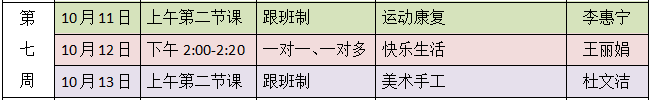 第七周
10月11日 上午第二节课 跟班制 运动康复 李惠宁
10月12日 下午 2:00-2:20 一对一、一对多 快乐生活 王丽娟
10月13日 上午第二节课 跟班制 美术手工 杜文洁